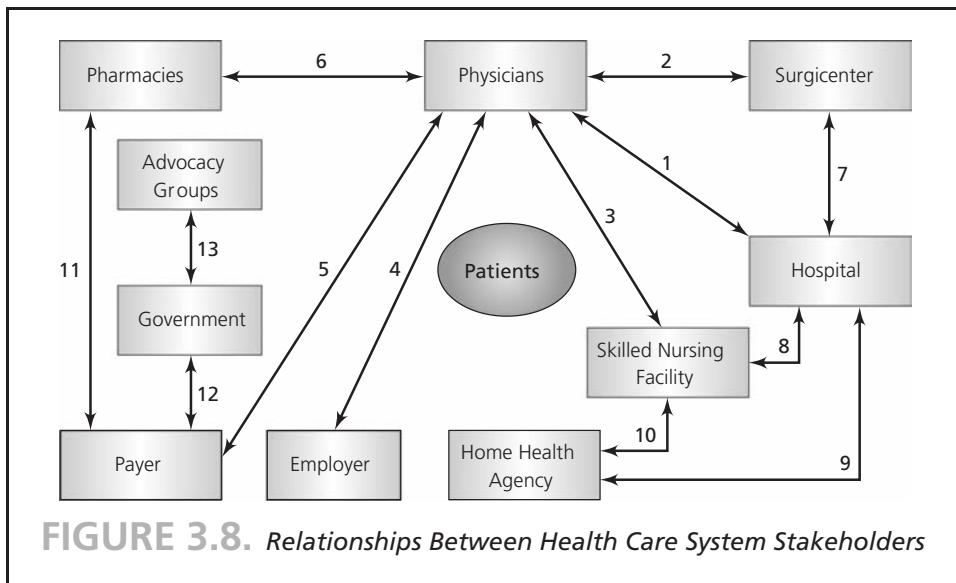 Pharmacies
6
Physicians
2
Surgicenter
Advocacy
Groups
1
7
3
13
11
5
4
Patients
Hospital
Government
Skilled Nursing
Facility
8
12
10
Payer
Employer
Home Health
Agency
9
FIGURE 3.8. Relationships Between Health Care System Stakeholders